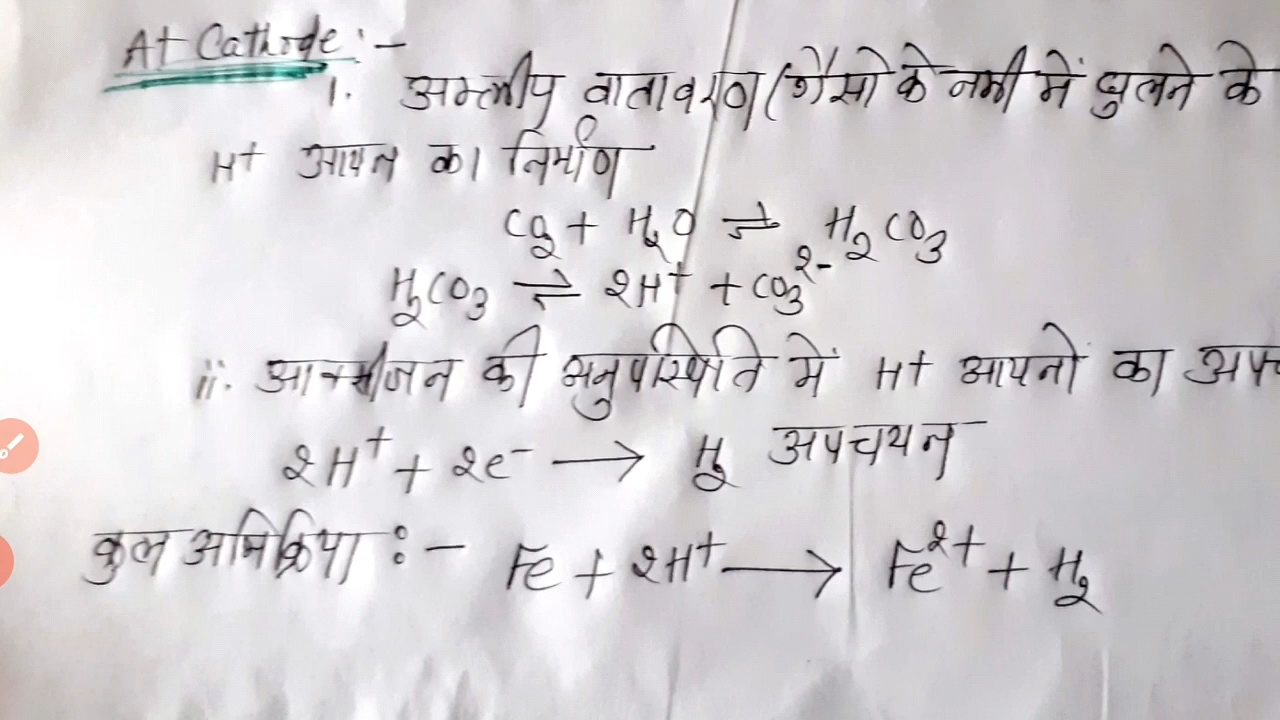 At Cathode :-
1. अम्लीय वातावरण (गैसो के नमी में घुलने के
H+ आयन का निर्माण
CO2 + H2O ⇌ H2CO3
H2CO3 ⇌ 2H+ + CO3 2-
ii. आक्सीजन की अनुपस्थिति में H+ आयनो का अप
2H+ + 2e- → H2 अपचयन
कुल अभिक्रिया :- Fe + 2H+ → Fe2+ + H2